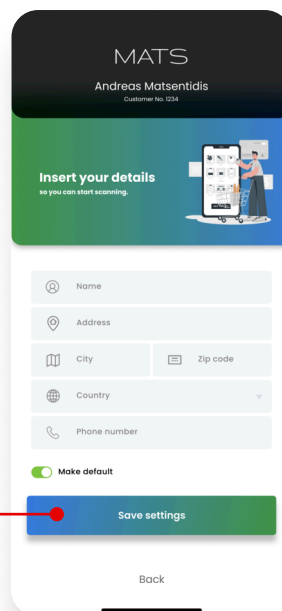 MATS
Andreas Matsentidis
Customer No. 1234
Insert your details
so you can start scanning.
Name
Address
City
Zip code
Country
Phone number
Make default
Save settings
Back